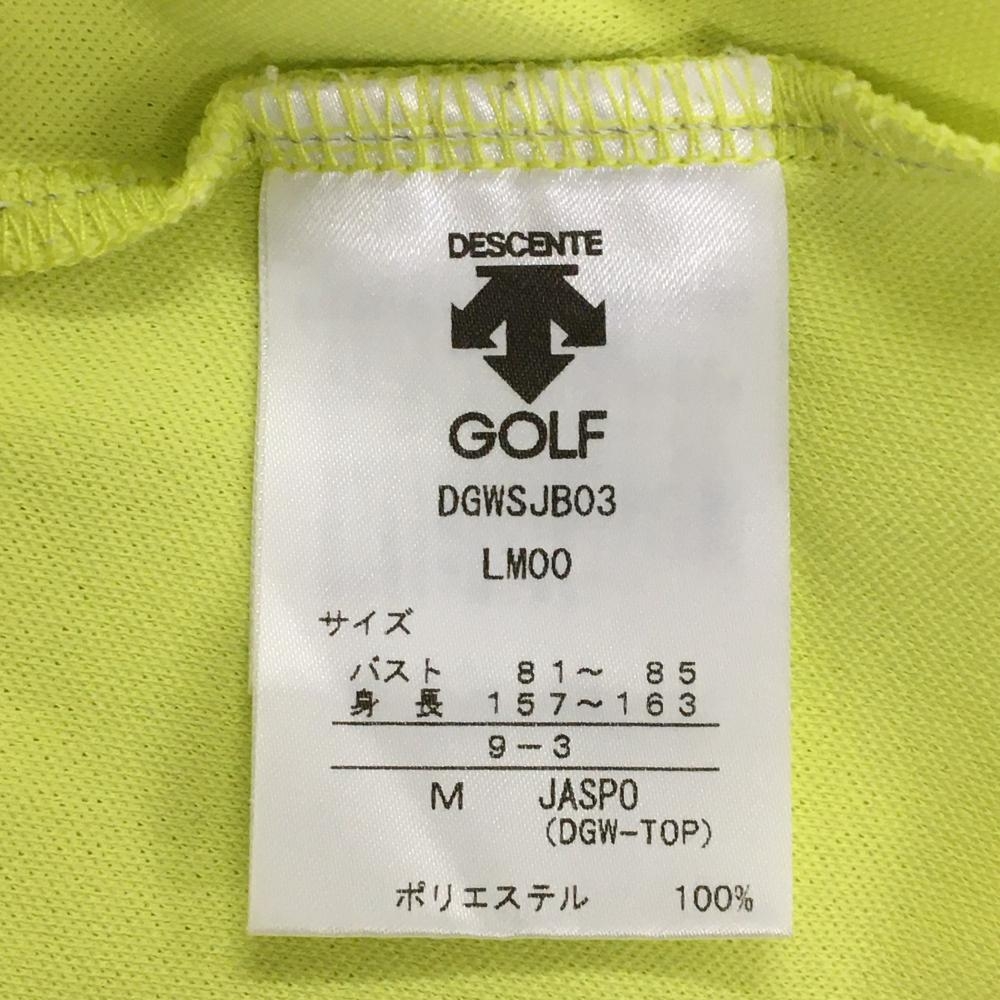 DESCENTE
GOLF
DGWSJB03
LM00
サイズ
バスト 81～ 85
身 長 157～163
9－3
M JASPO
(DGW-TOP)
ポリエステル 100%